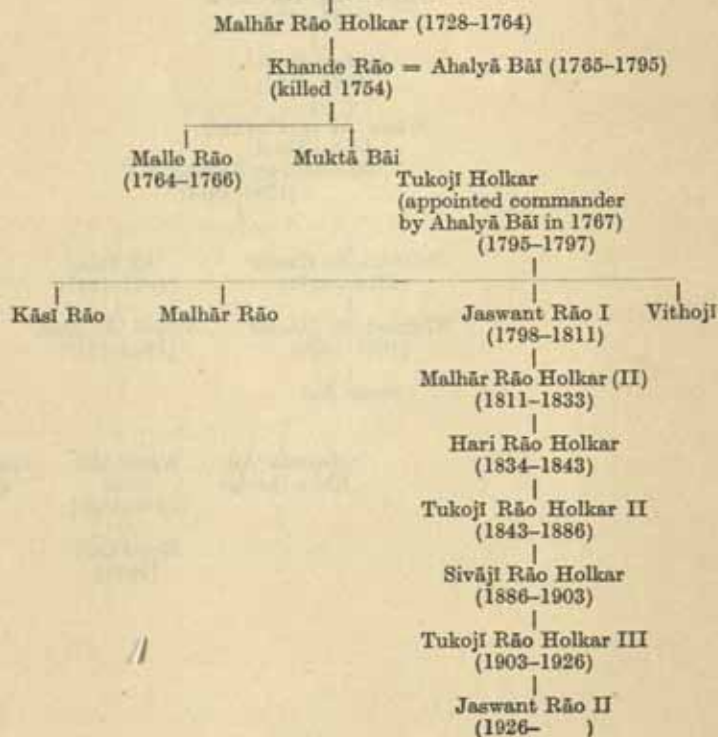 Malhār Rāo Holkar (1728–1764)
Khande Rāo = Ahalyā Bāī (1765–1795)
(killed 1754)
Malle Rāo
(1764–1766)
Muktā Bāi
Tukojī Holkar
(appointed commander
by Ahalyā Bāī in 1767)
(1795–1797)
Kāsī Rāo
Malhār Rāo
Jaswant Rāo I
(1798–1811)
Vithojī
Malhār Rāo Holkar (II)
(1811–1833)
Hari Rāo Holkar
(1834–1843)
Tukojī Rāo Holkar II
(1843–1886)
Sivājī Rāo Holkar
(1886–1903)
Tukojī Rāo Holkar III
(1903–1926)
Jaswant Rāo II
(1926– )